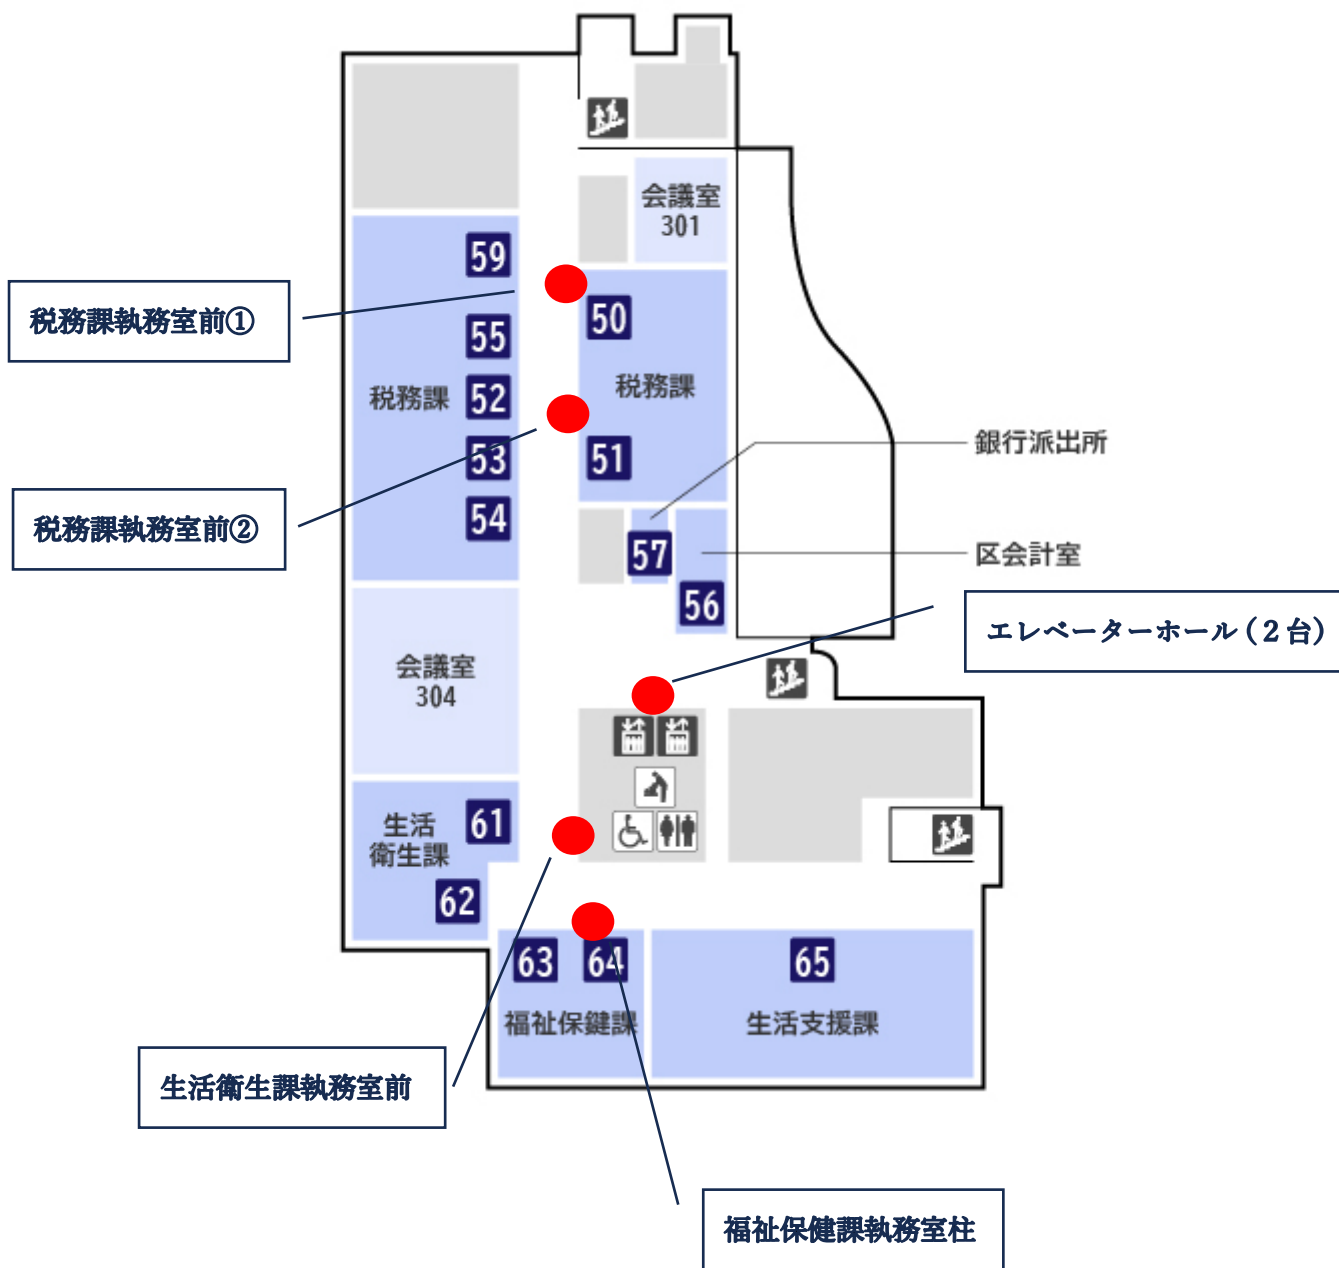 会議室
301
59
税務課執務室前①
50
55
税務課
52
税務課
53
51
銀行派出所
税務課執務室前②
54
57
区会計室
56
エレベーターホール（２台）
会議室
304
生活
衛生課
61
62
63
64
65
福祉保鍵課
生活支援課
生活衛生課執務室前
福祉保健課執務室柱